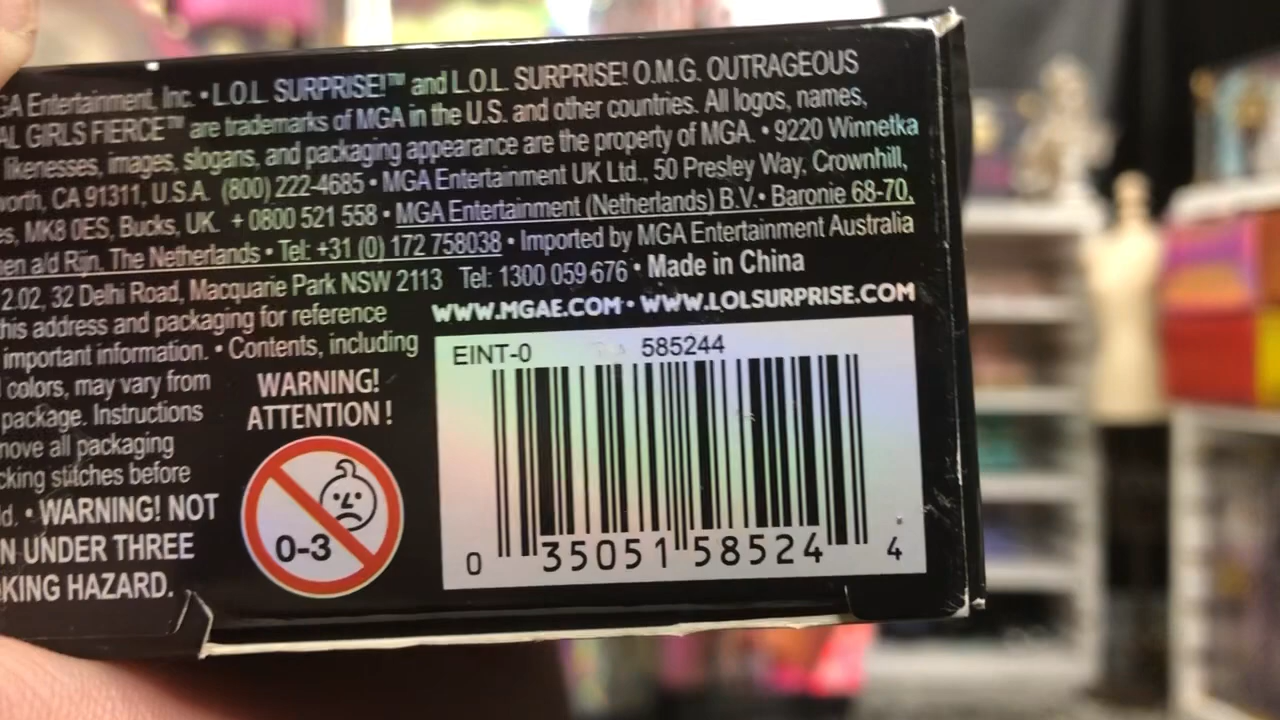 GA Entertainment, Inc. • L.O.L. SURPRISE!™ and L.O.L. SURPRISE! O.M.G. OUTRAGEOUS
AL GIRLS FIERCE™ are trademarks of MGA in the U.S. and other countries. All logos, names,
likenesses, images, slogans, and packaging appearance are the property of MGA. • 9220 Winnetka
worth, CA 91311, U.S.A. (800) 222-4685 • MGA Entertainment UK Ltd., 50 Presley Way, Crownhill,
es, MK8 0ES, Bucks, UK. + 0800 521 558 • MGA Entertainment (Netherlands) B.V.• Baronie 68-70,
en a/d Rijn. The Netherlands • Tel: +31 (0) 172 758038 • Imported by MGA Entertainment Australia
2.02, 32 Delhi Road, Macquarie Park NSW 2113 Tel: 1300 059 676 • Made in China
this address and packaging for reference
important information. • Contents, including
colors, may vary from
package. Instructions
move all packaging
cking stitches before
d. • WARNING! NOT
N UNDER THREE
KING HAZARD.
WARNING!
ATTENTION !
0-3
WWW.MGAE.COM • WWW.LOLSURPRISE.COM
EINT-0 585244
0 35051 58524 4